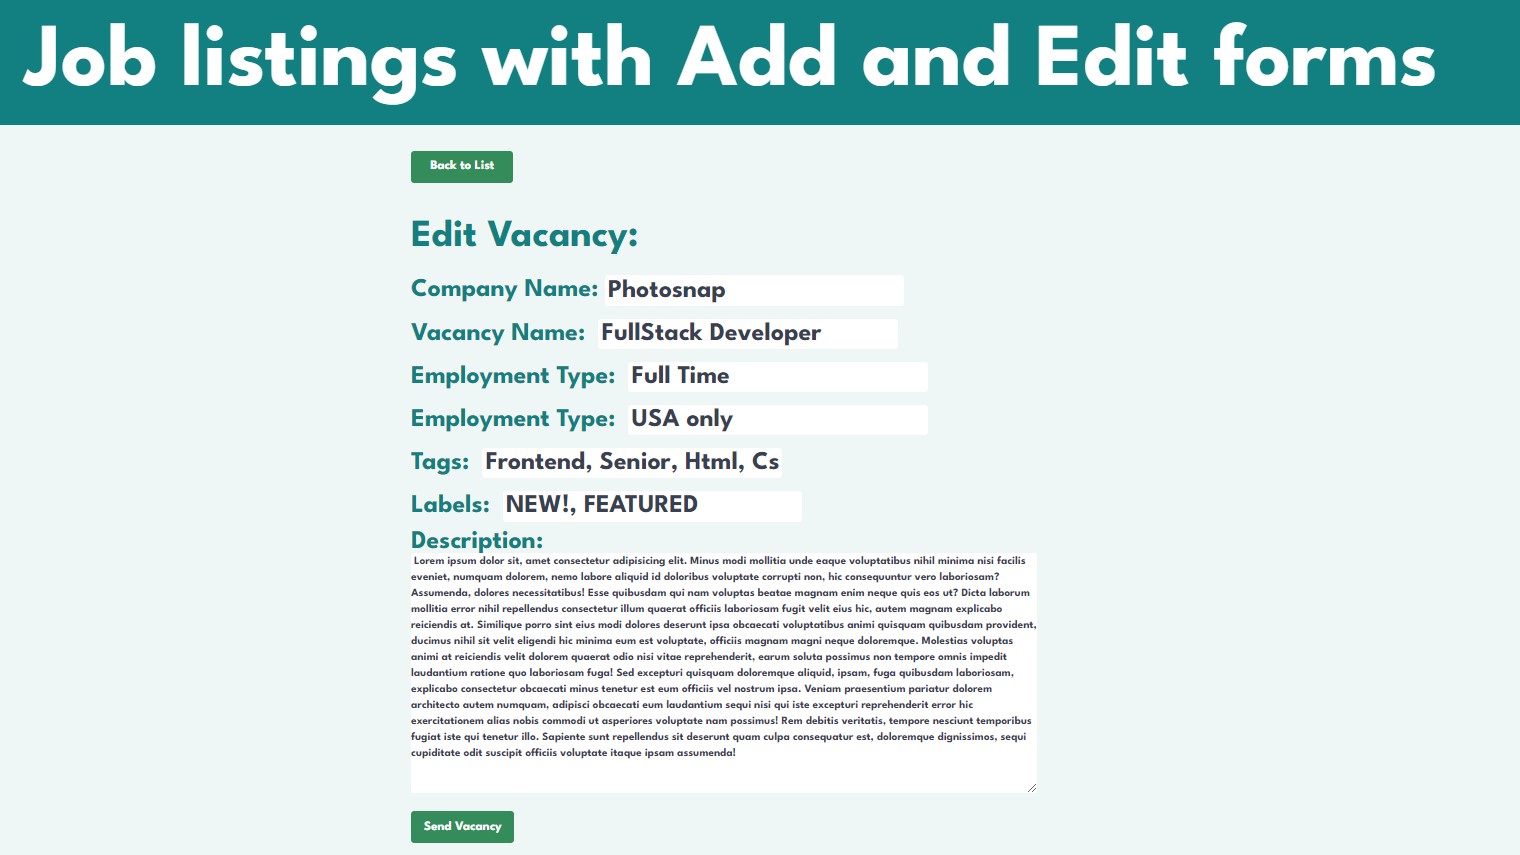 Job listings with Add and Edit forms
Back to List
Edit Vacancy:
Company Name: Photosnap
Vacancy Name: FullStack Developer
Employment Type: Full Time
Employment Type: USA only
Tags: Frontend, Senior, Html, Cs
Labels: NEW!, FEATURED
Description:
Lorem ipsum dolor sit, amet consectetur adipisicing elit. Minus modi mollitia unde eaque voluptatibus nihil minima nisi facilis
eveniet, numquam dolorem, nemo labore aliquid id doloribus voluptate corrupti non, hic consequuntur vero laboriosam?
Assumenda, dolores necessitatibus! Esse quibusdam qui nam voluptas beatae magnam enim neque quis eos ut? Dicta laborum
mollitia error nihil repellendus consectetur illum quaerat officiis laboriosam fugit velit eius hic, autem magnam explicabo
reiciendis at. Similique porro sint eius modi dolores deserunt ipsa obcaecati voluptatibus animi quisquam quibusdam provident,
ducimus nihil sit velit eligendi hic minima eum est voluptate, officiis magnam magni neque doloremque. Molestias voluptas
animi at reiciendis velit dolorem quaerat odio nisi vitae reprehenderit, earum soluta possimus non tempore omnis impedit
laudantium ratione quo laboriosam fuga! Sed excepturi quisquam doloremque aliquid, ipsam, fuga quibusdam laboriosam,
explicabo consectetur obcaecati minus tenetur est eum officiis vel nostrum ipsa. Veniam praesentium pariatur dolorem
architecto autem numquam, adipisci obcaecati eum laudantium sequi nisi qui iste excepturi reprehenderit error hic
exercitationem alias nobis commodi ut asperiores voluptate nam possimus! Rem debitis veritatis, tempore nesciunt temporibus
fugiat iste qui tenetur illo. Sapiente sunt repellendus sit deserunt quam culpa consequatur est, doloremque dignissimos, sequi
cupiditate odit suscipit officiis voluptate itaque ipsam assumenda!
Send Vacancy